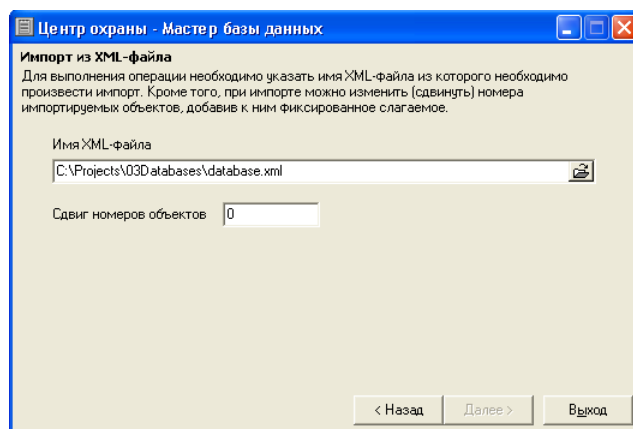 Центр охраны - Мастер базы данных
Импорт из XML-файла
Для выполнения операции необходимо указать имя XML-файла из которого необходимо
произвести импорт. Кроме того, при импорте можно изменить (сдвинуть) номера
импортируемых объектов, добавив к ним фиксированное слагаемое.
Имя XML-файла
C:\Projects\03Databases\database.xml
Сдвиг номеров объектов 0
< Назад Далее > Выход